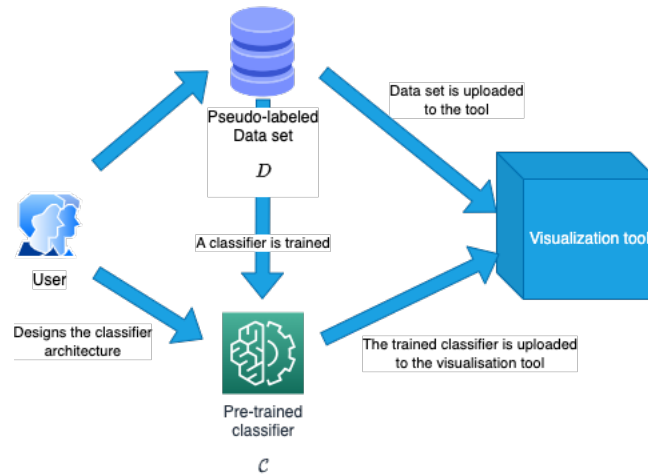 Pseudo-labeled
Data set
D
Data set is uploaded
to the tool
Visualization tool
A classifier is trained
User
Designs the classifier
architecture
The trained classifier is uploaded
to the visualisation tool
Pre-trained
classifier
C